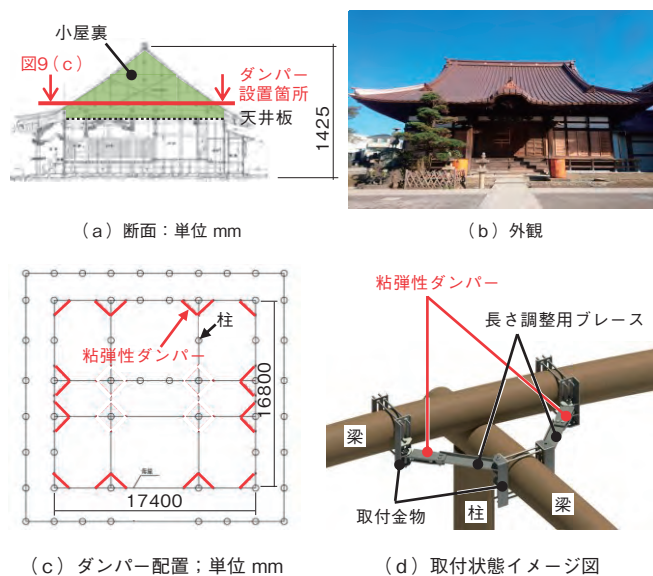 小屋裏
図9(c)
ダンパー
設置箇所
天井板
1425
(a)断面:単位 mm
(b)外観
柱
粘弾性ダンパー
16800
17400
(c)ダンパー配置;単位 mm
粘弾性ダンパー
長さ調整用ブレース
梁
取付金物
柱
梁
(d)取付状態イメージ図